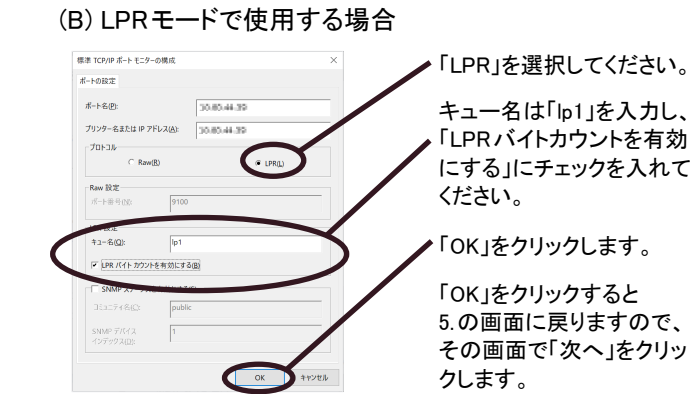 (B) LPRモードで使用する場合
標準 TCP/IP ポート モニターの構成
ポートの設定
ポート名(P):
プリンター名または IP アドレス(A):
プロトコル
Raw(R)
LPR(L)
Raw 設定
ポート番号(N):
9100
設定
キュー名(Q):
lp1
LPR バイト カウントを有効にする(B)
SNMP
コミュニティ名(C):
public
SNMP デバイス
インデックス(D):
1
OK
キャンセル
「LPR」を選択してください。
キュー名は「lp1」を入力し、
「LPRバイトカウントを有効
にする」にチェックを入れて
ください。
「OK」をクリックします。
「OK」をクリックすると
5.の画面に戻りますので、
その画面で「次へ」をクリッ
クします。